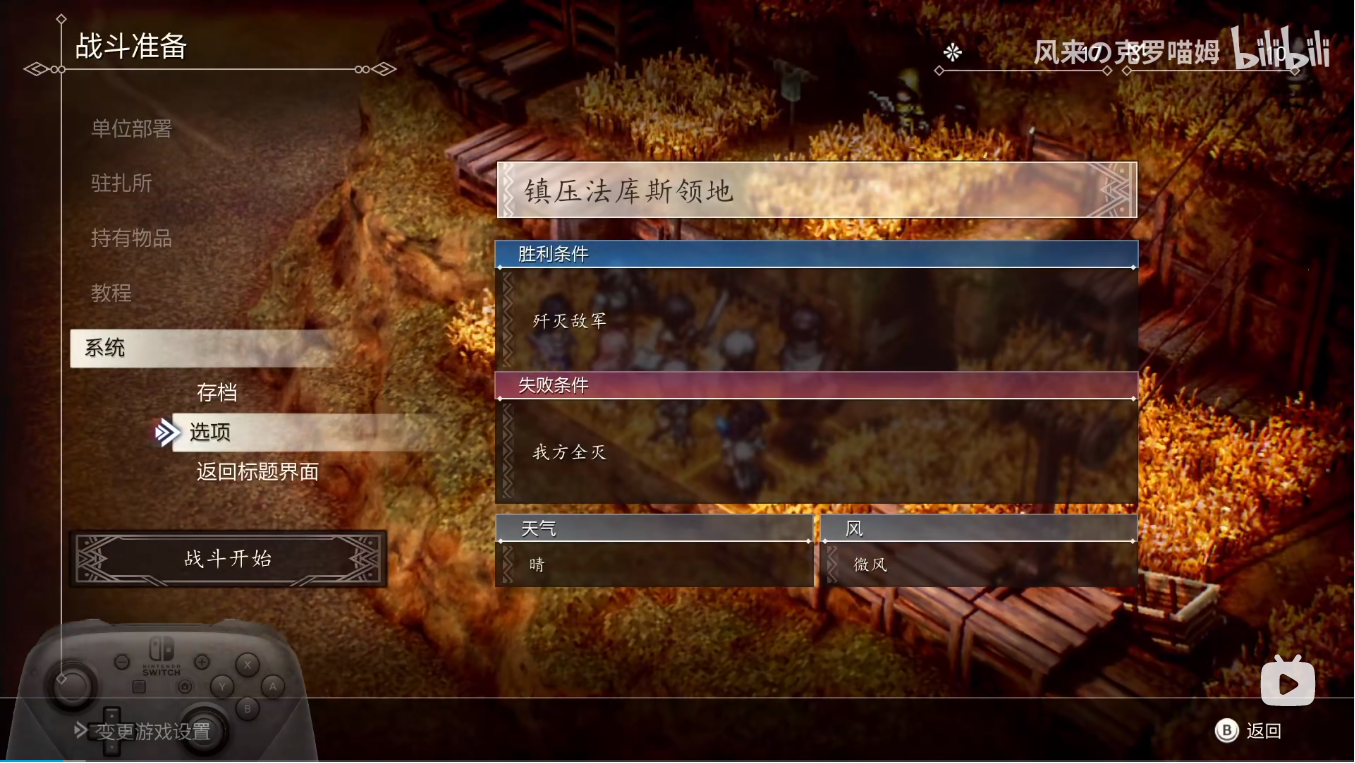 战斗准备
风来の克罗喵姆 bilibili
单位部署
驻扎所
持有物品
教程
系统
存档
选项
返回标题界面
战斗开始
镇压法库斯领地
胜利条件
歼灭敌军
失败条件
我方全灭
天气
风
晴
微风
NINTENDO
SWITCH
X
Y
A
B
变更游戏设置
B 返回